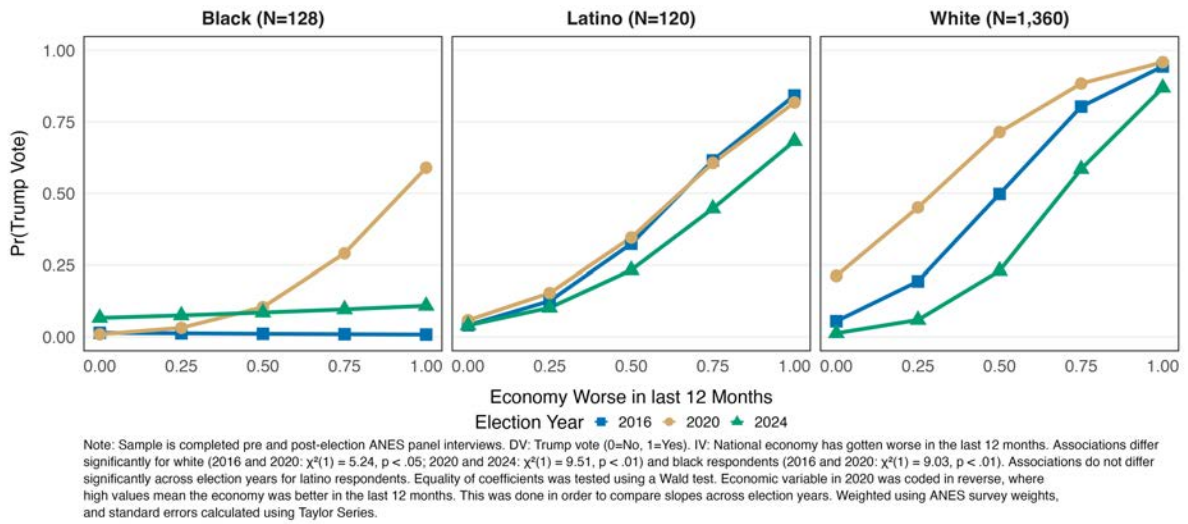 Black (N=128) Latino (N=120) White (N=1,360)
1.00
0.75
0.50
0.25
0.00
Pr(Trump Vote)
0.00 0.25 0.50 0.75 1.00 0.00 0.25 0.50 0.75 1.00 0.00 0.25 0.50 0.75 1.00
Economy Worse in last 12 Months
Election Year 2016 2020 2024
Note: Sample is completed pre and post-election ANES panel interviews. DV: Trump vote (0=No, 1=Yes). IV: National economy has gotten worse in the last 12 months. Associations differ
significantly for white (2016 and 2020: χ²(1) = 5.24, p < .05; 2020 and 2024: χ²(1) = 9.51, p < .01) and black respondents (2016 and 2020: χ²(1) = 9.03, p < .01). Associations do not differ
significantly across election years for latino respondents. Equality of coefficients was tested using a Wald test. Economic variable in 2020 was coded in reverse, where
high values mean the economy was better in the last 12 months. This was done in order to compare slopes across election years. Weighted using ANES survey weights,
and standard errors calculated using Taylor Series.